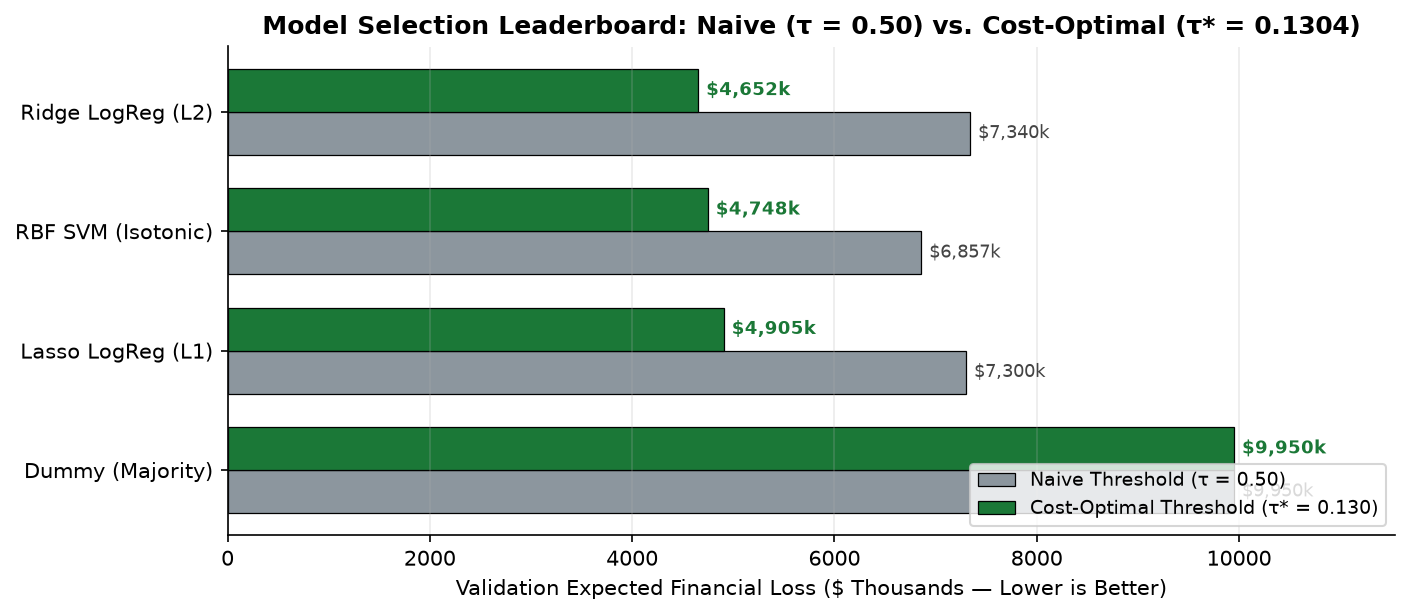 Model Selection Leaderboard: Naive (τ = 0.50) vs. Cost-Optimal (τ* = 0.1304)
Ridge LogReg (L2)
$4,652k
$7,340k
RBF SVM (Isotonic)
$4,748k
$6,857k
Lasso LogReg (L1)
$4,905k
$7,300k
Dummy (Majority)
$9,950k
$9,950k
Naive Threshold (τ = 0.50)
Cost-Optimal Threshold (τ* = 0.130)
0 2000 4000 6000 8000 10000
Validation Expected Financial Loss ($ Thousands — Lower is Better)